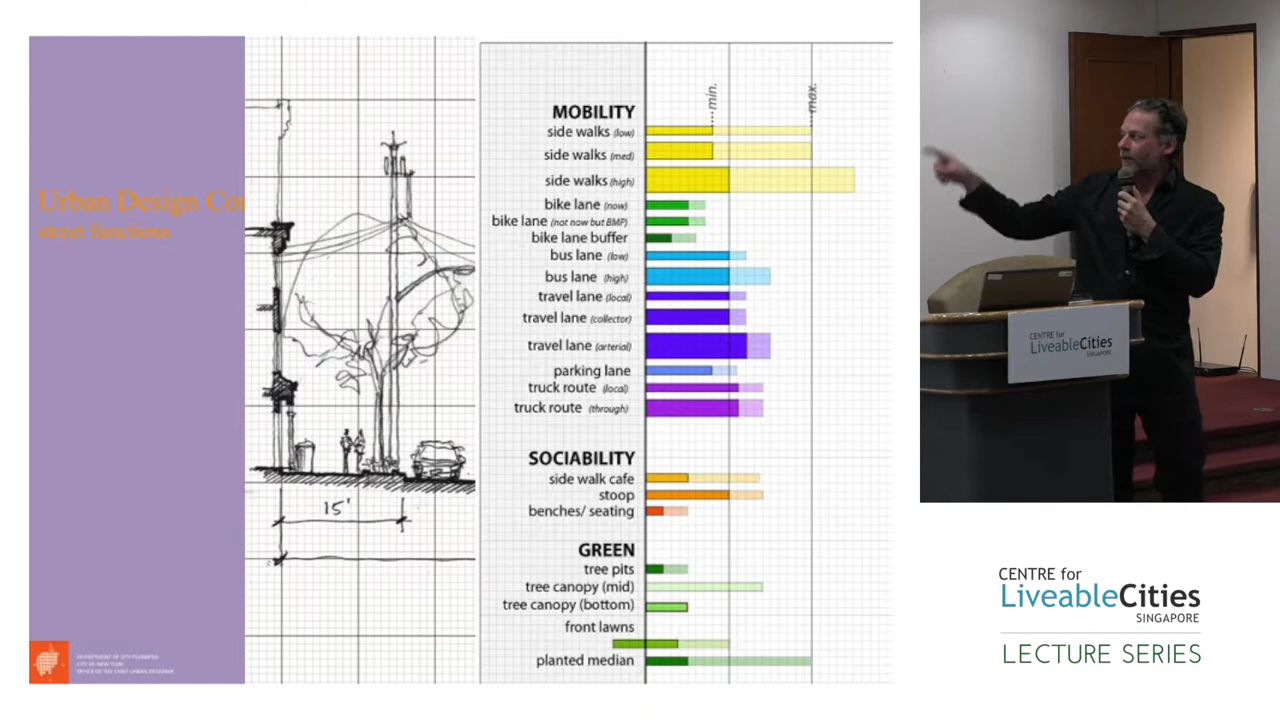 Urban Design Co
street functions
15'
DEPARTMENT OF CITY PLANNING
CITY OF NEW YORK
OFFICE OF THE CHIEF URBAN DESIGNER
min.
max.
MOBILITY
side walks (low)
side walks (med)
side walks (high)
bike lane (now)
bike lane (not now but BMP)
bike lane buffer
bus lane (low)
bus lane (high)
travel lane (local)
travel lane (collector)
travel lane (arterial)
parking lane
truck route (local)
truck route (through)
SOCIABILITY
side walk cafe
stoop
benches/ seating
GREEN
tree pits
tree canopy (mid)
tree canopy (bottom)
front lawns
planted median
CENTRE for
LiveableCities
SINGAPORE
CENTRE for
LiveableCities
SINGAPORE
LECTURE SERIES